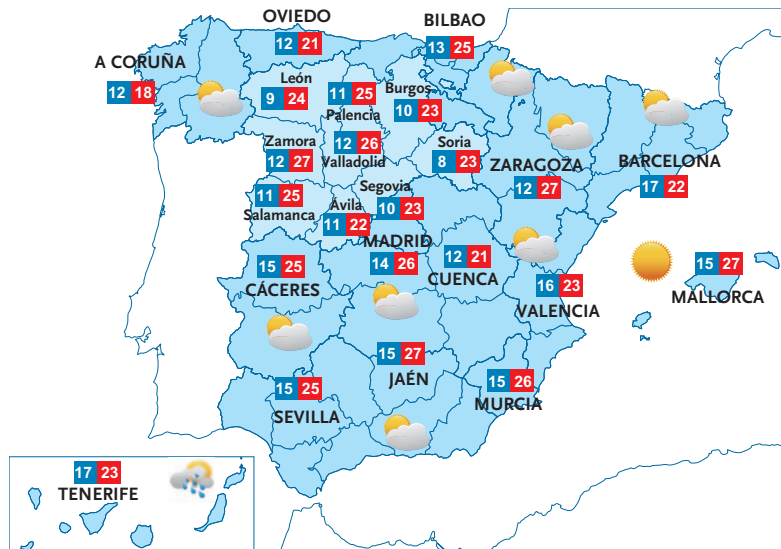 OVIEDO
12 21
BILBAO
13 25
A CORUÑA
12 18
León
9 24
11 25
Palencia
Burgos
10 23
Zamora
12 27
12 26
Valladolid
Soria
8 23
ZARAGOZA
12 27
BARCELONA
17 22
11 25
Salamanca
Ávila
11 22
Segovia
10 23
MADRID
14 26
12 21
CUENCA
15 25
CÁCERES
16 23
VALENCIA
15 27
MALLORCA
15 27
JAÉN
15 26
MURCIA
15 25
SEVILLA
17 23
TENERIFE